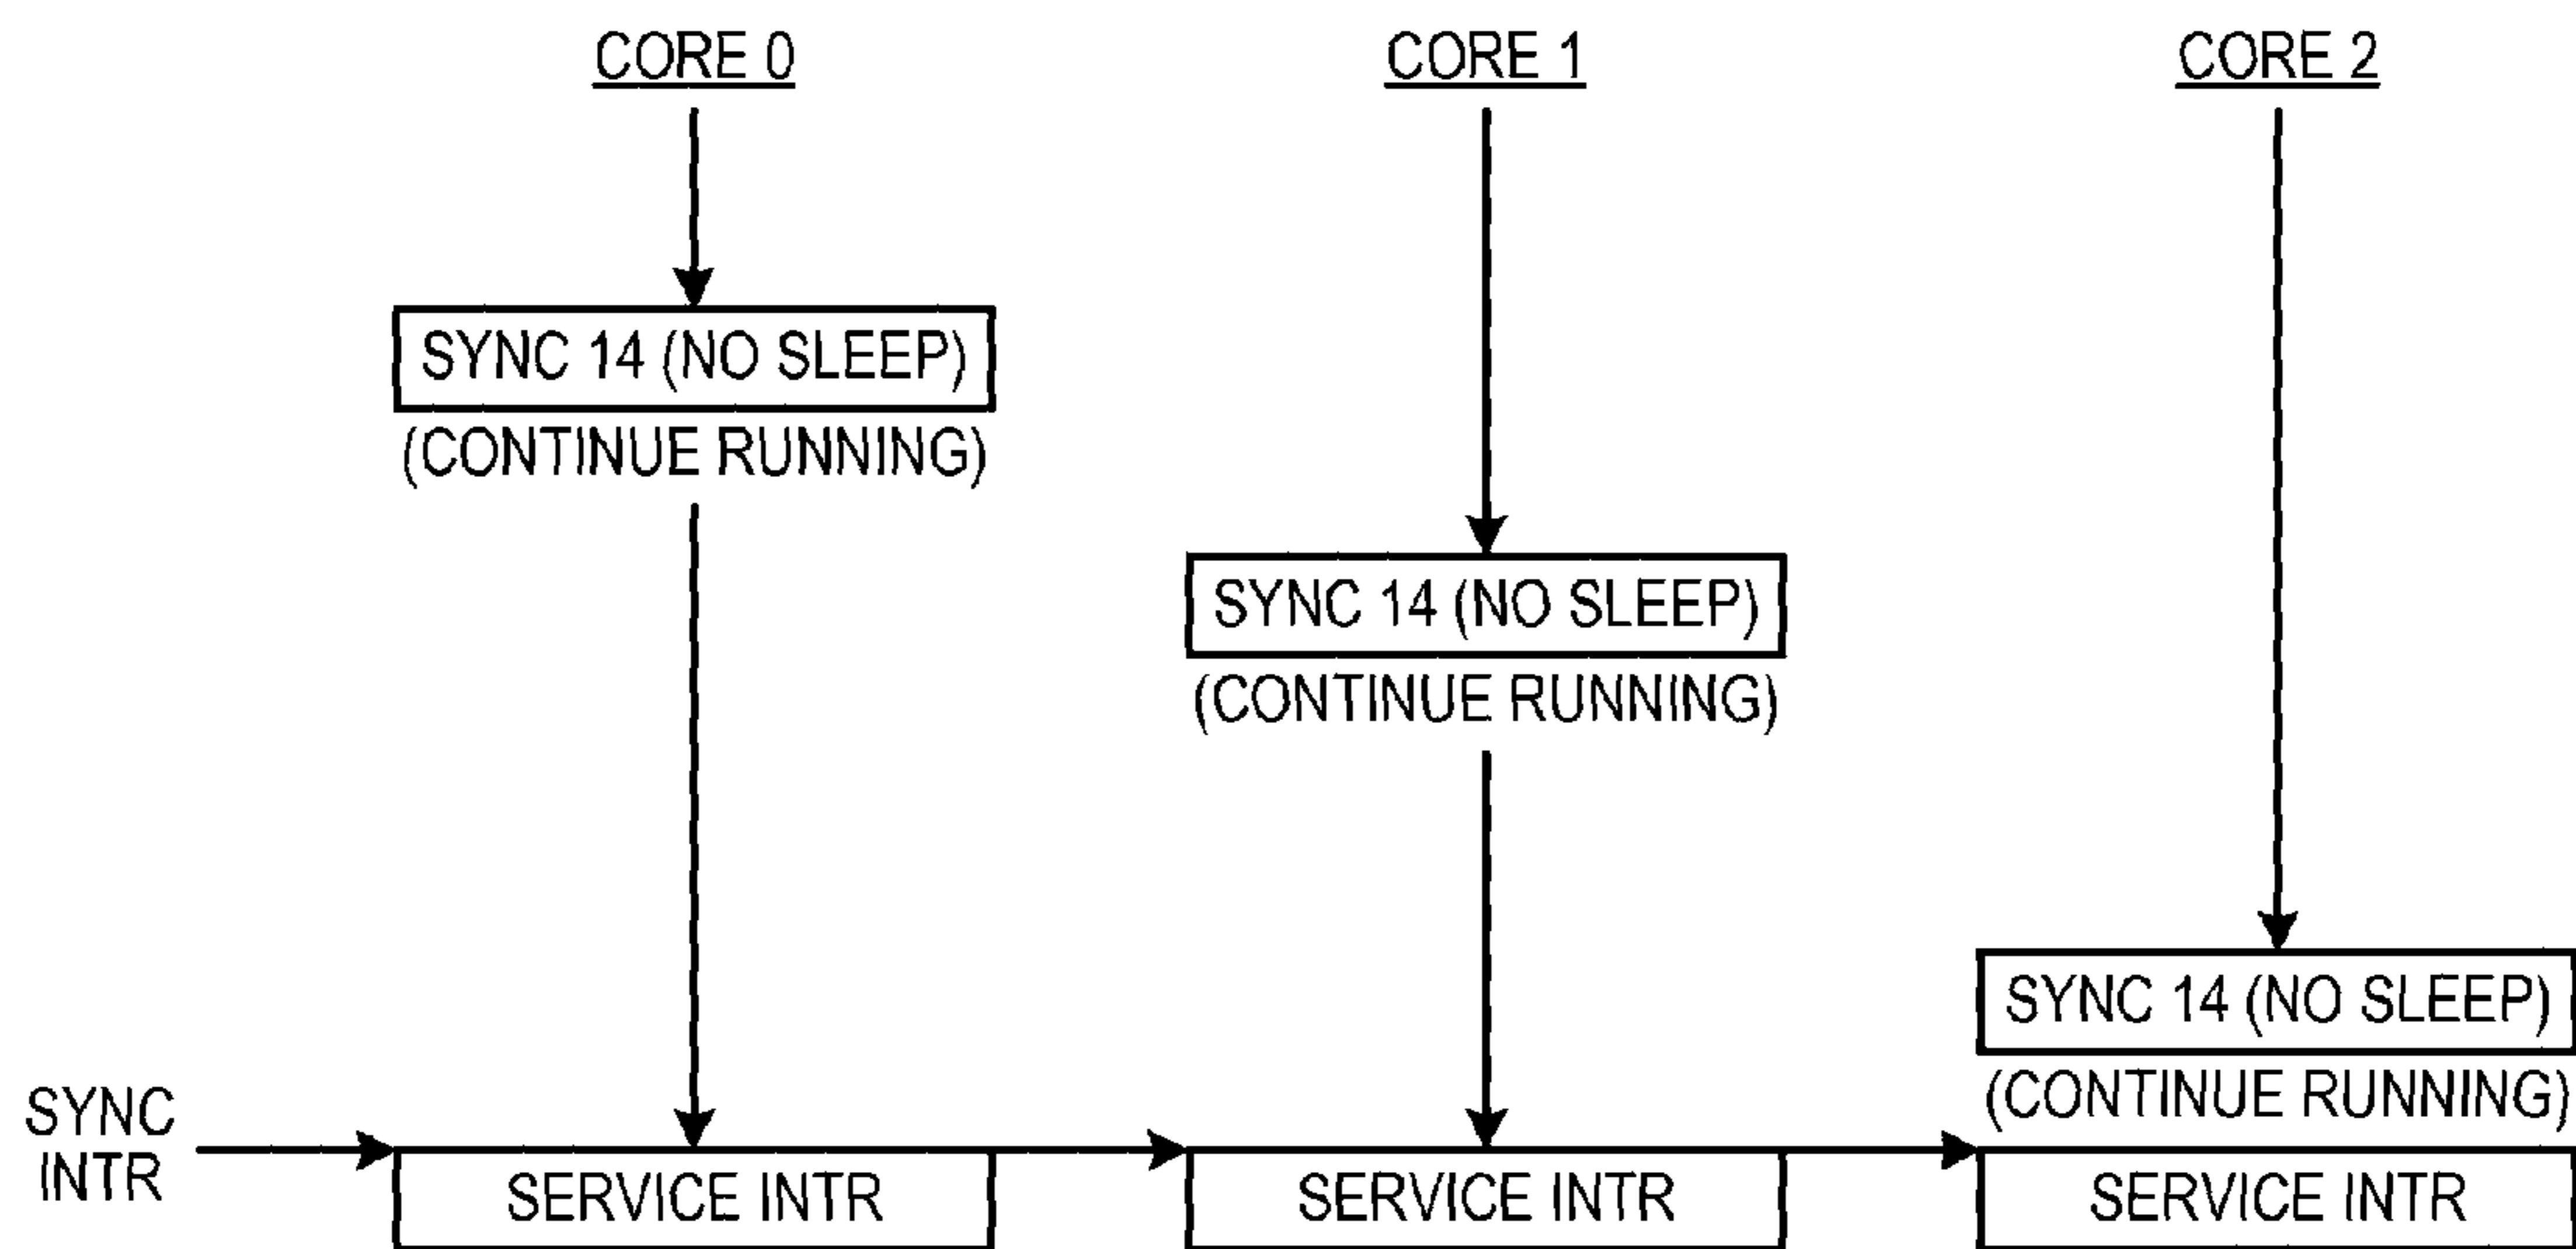 CORE 0
CORE 1
CORE 2
SYNC 14 (NO SLEEP)
(CONTINUE RUNNING)
SYNC 14 (NO SLEEP)
(CONTINUE RUNNING)
SYNC 14 (NO SLEEP)
(CONTINUE RUNNING)
SYNC
INTR
SERVICE INTR
SERVICE INTR
SERVICE INTR